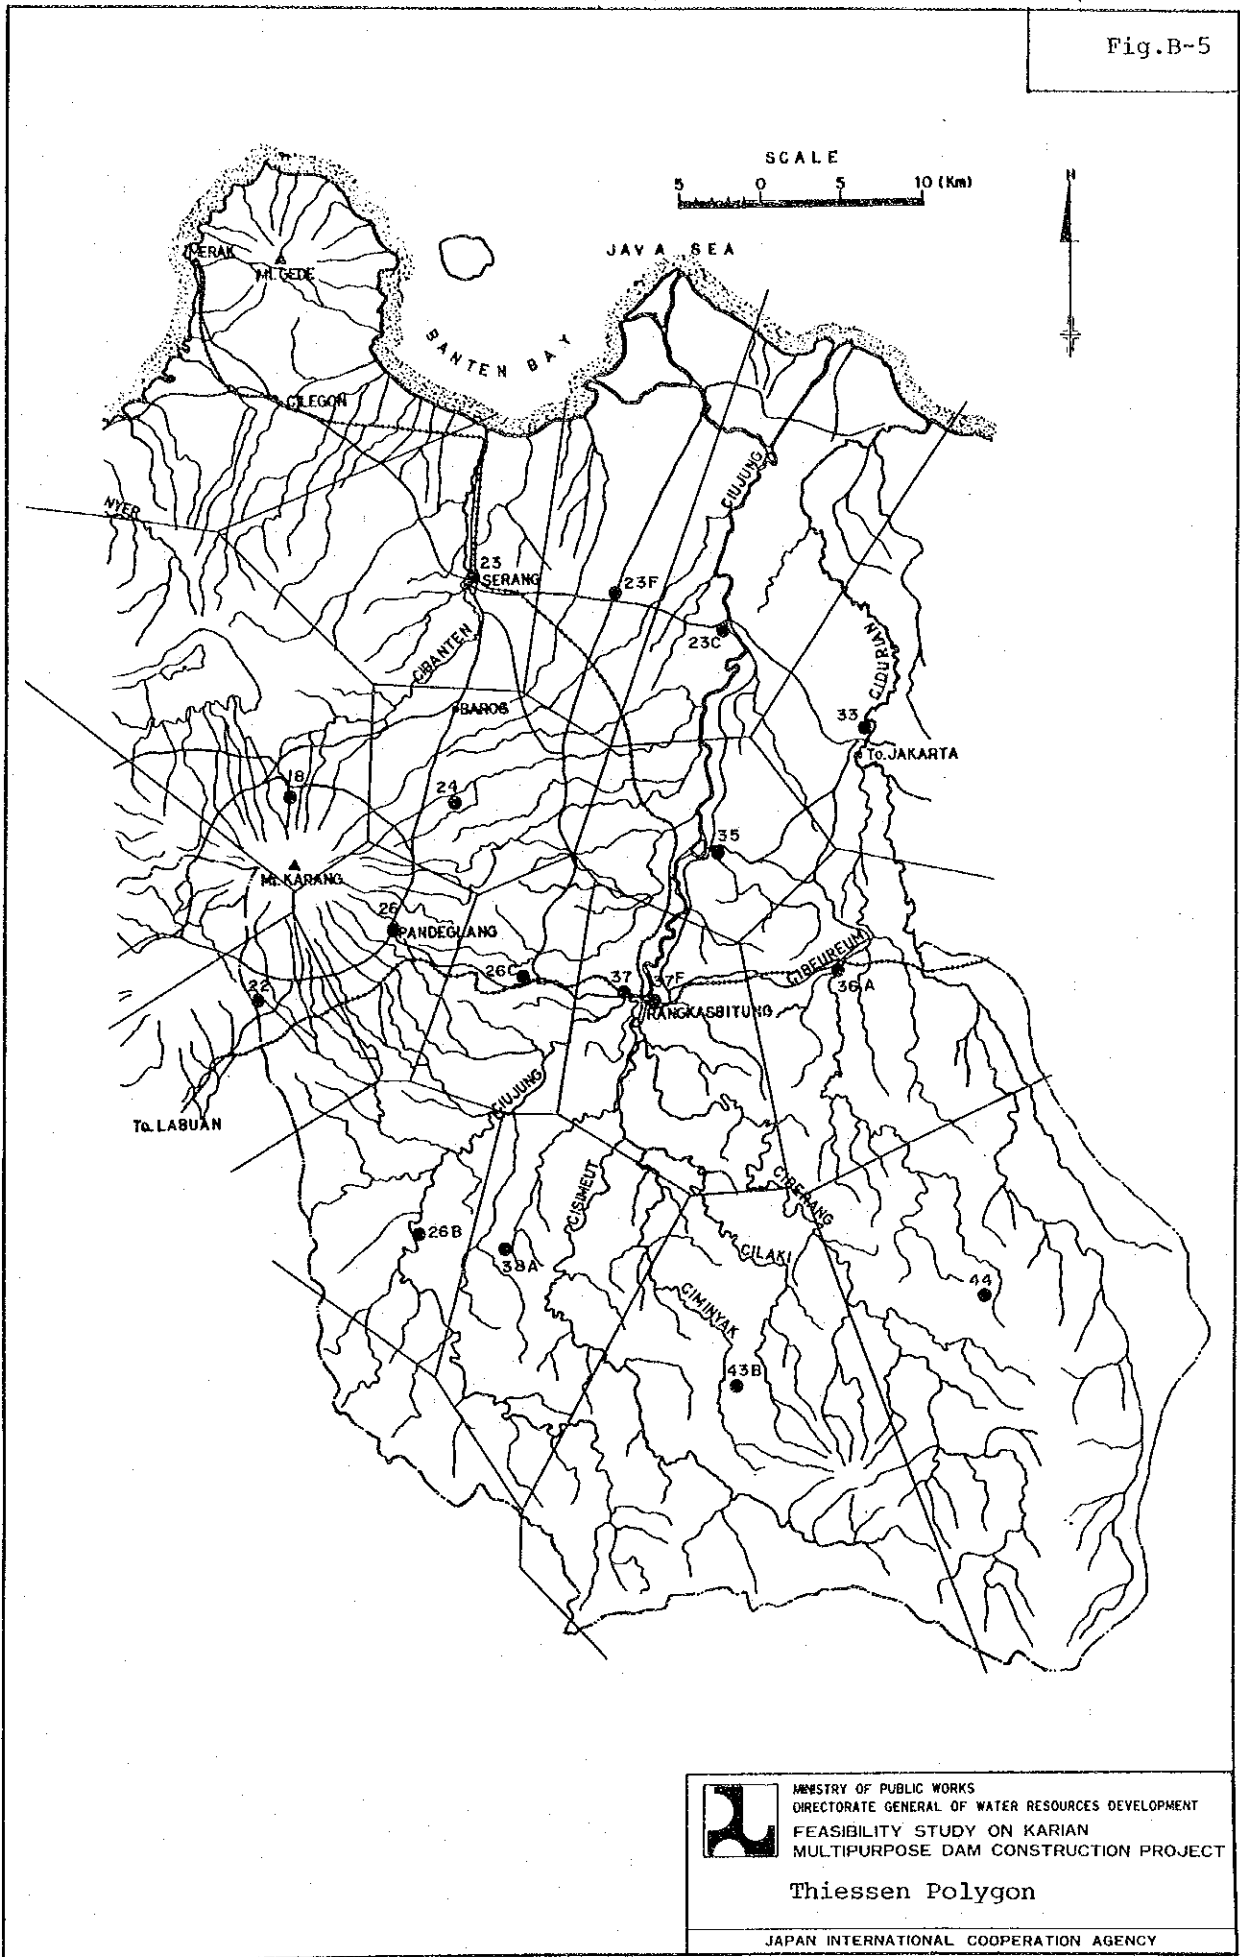 Fig.B-5
SCALE
5 0 5 10 (Km)
N
JAVA SEA
MERAK
Mt.GEDE
BANTEN BAY
CILEGON
CIUJUNG
NYER
23
SERANG
23F
23C
CIDURIAN
CIBANTEN
BAROS
33
To.JAKARTA
18
24
35
Mt.KARANG
26
PANDEGLANG
CIBEUREUM
26C
37
37F
36A
22
RANGKASBITUNG
CIUJUNG
To.LABUAN
CISIMEUT
CIBERANG
26B
38A
CILAKI
44
CIMINYAK
43B
MINISTRY OF PUBLIC WORKS
DIRECTORATE GENERAL OF WATER RESOURCES DEVELOPMENT
FEASIBILITY STUDY ON KARIAN
MULTIPURPOSE DAM CONSTRUCTION PROJECT
Thiessen Polygon
JAPAN INTERNATIONAL COOPERATION AGENCY